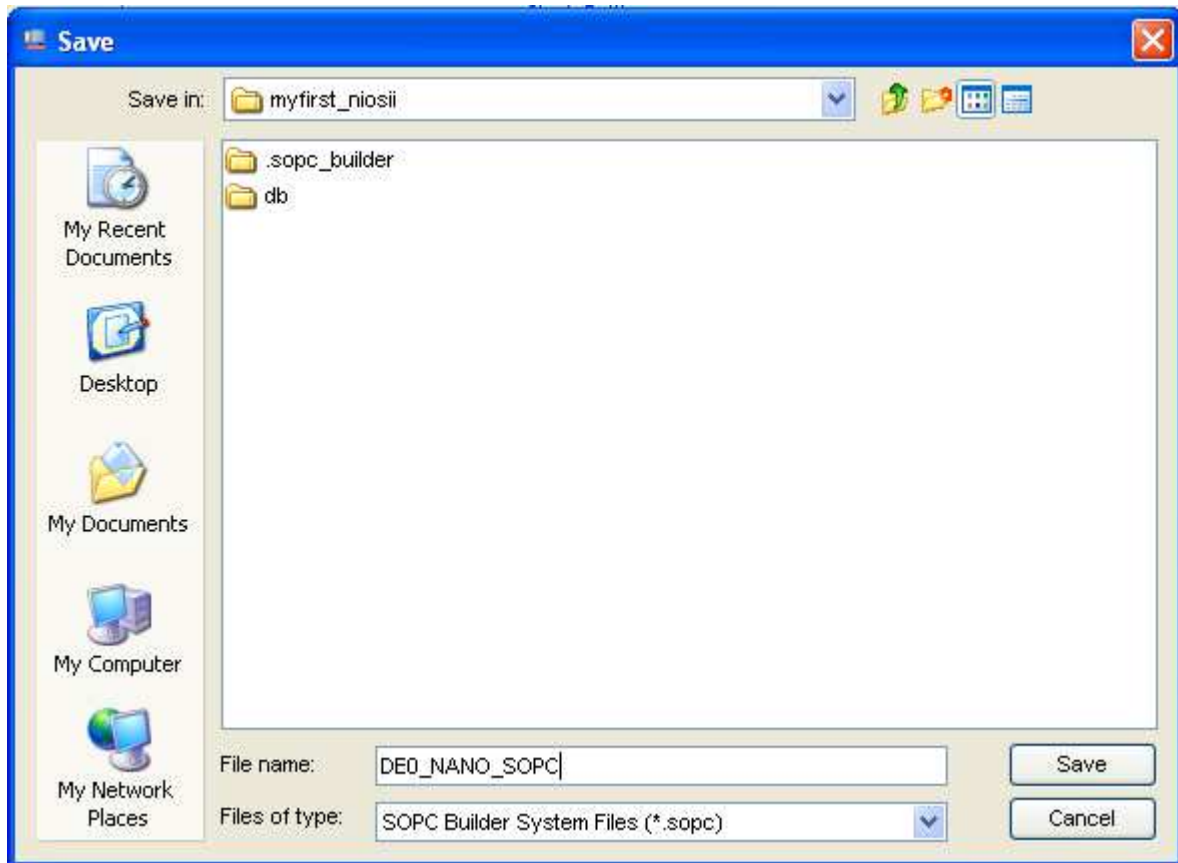 Save
Save in:
myfirst_niosii
.sopc_builder
db
My Recent
Documents
Desktop
My Documents
My Computer
My Network
Places
File name:
DE0_NANO_SOPC
Save
Files of type:
SOPC Builder System Files (*.sopc)
Cancel